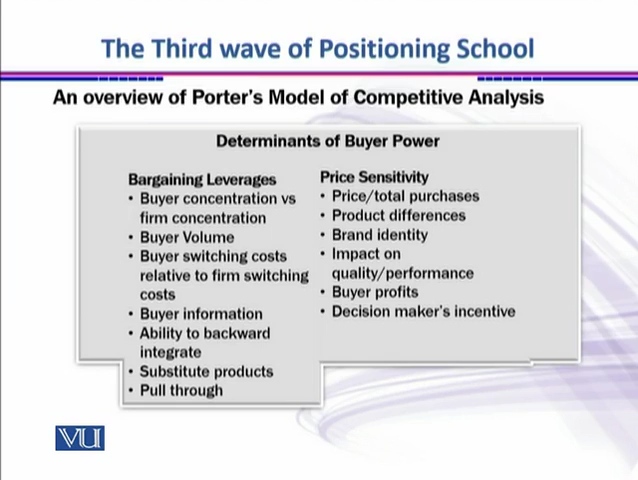 The Third wave of Positioning School
An overview of Porter's Model of Competitive Analysis
Determinants of Buyer Power
Bargaining Leverages
• Buyer concentration vs
firm concentration
• Buyer Volume
• Buyer switching costs
relative to firm switching
costs
• Buyer information
• Ability to backward
integrate
• Substitute products
• Pull through
Price Sensitivity
• Price/total purchases
• Product differences
• Brand identity
• Impact on
quality/performance
• Buyer profits
• Decision maker's incentive
VU